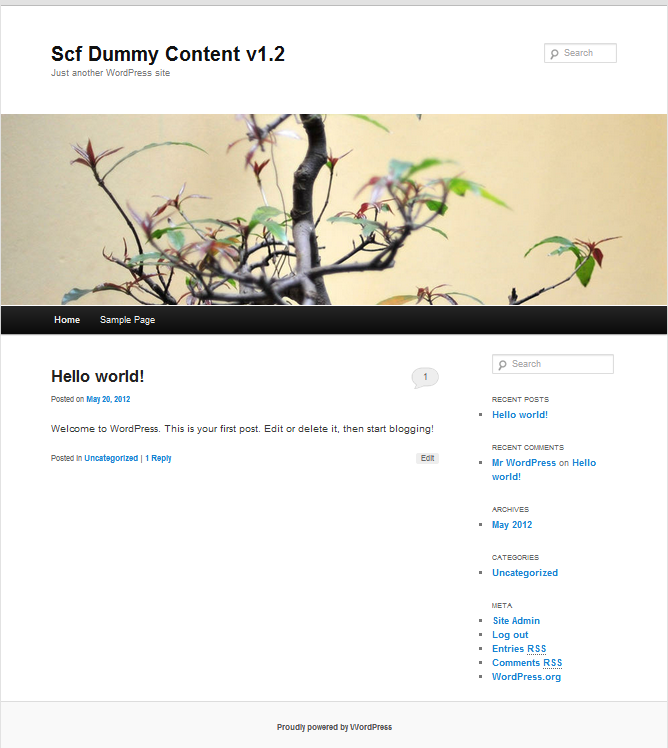 Scf Dummy Content v1.2
Just another WordPress site
Search
Home Sample Page
Hello world!
1
Posted on May 20, 2012
Welcome to WordPress. This is your first post. Edit or delete it, then start blogging!
Posted in Uncategorized | 1 Reply
Edit
Search
RECENT POSTS
Hello world!
RECENT COMMENTS
Mr WordPress on Hello
world!
ARCHIVES
May 2012
CATEGORIES
Uncategorized
META
Site Admin
Log out
Entries RSS
Comments RSS
WordPress.org
Proudly powered by WordPress